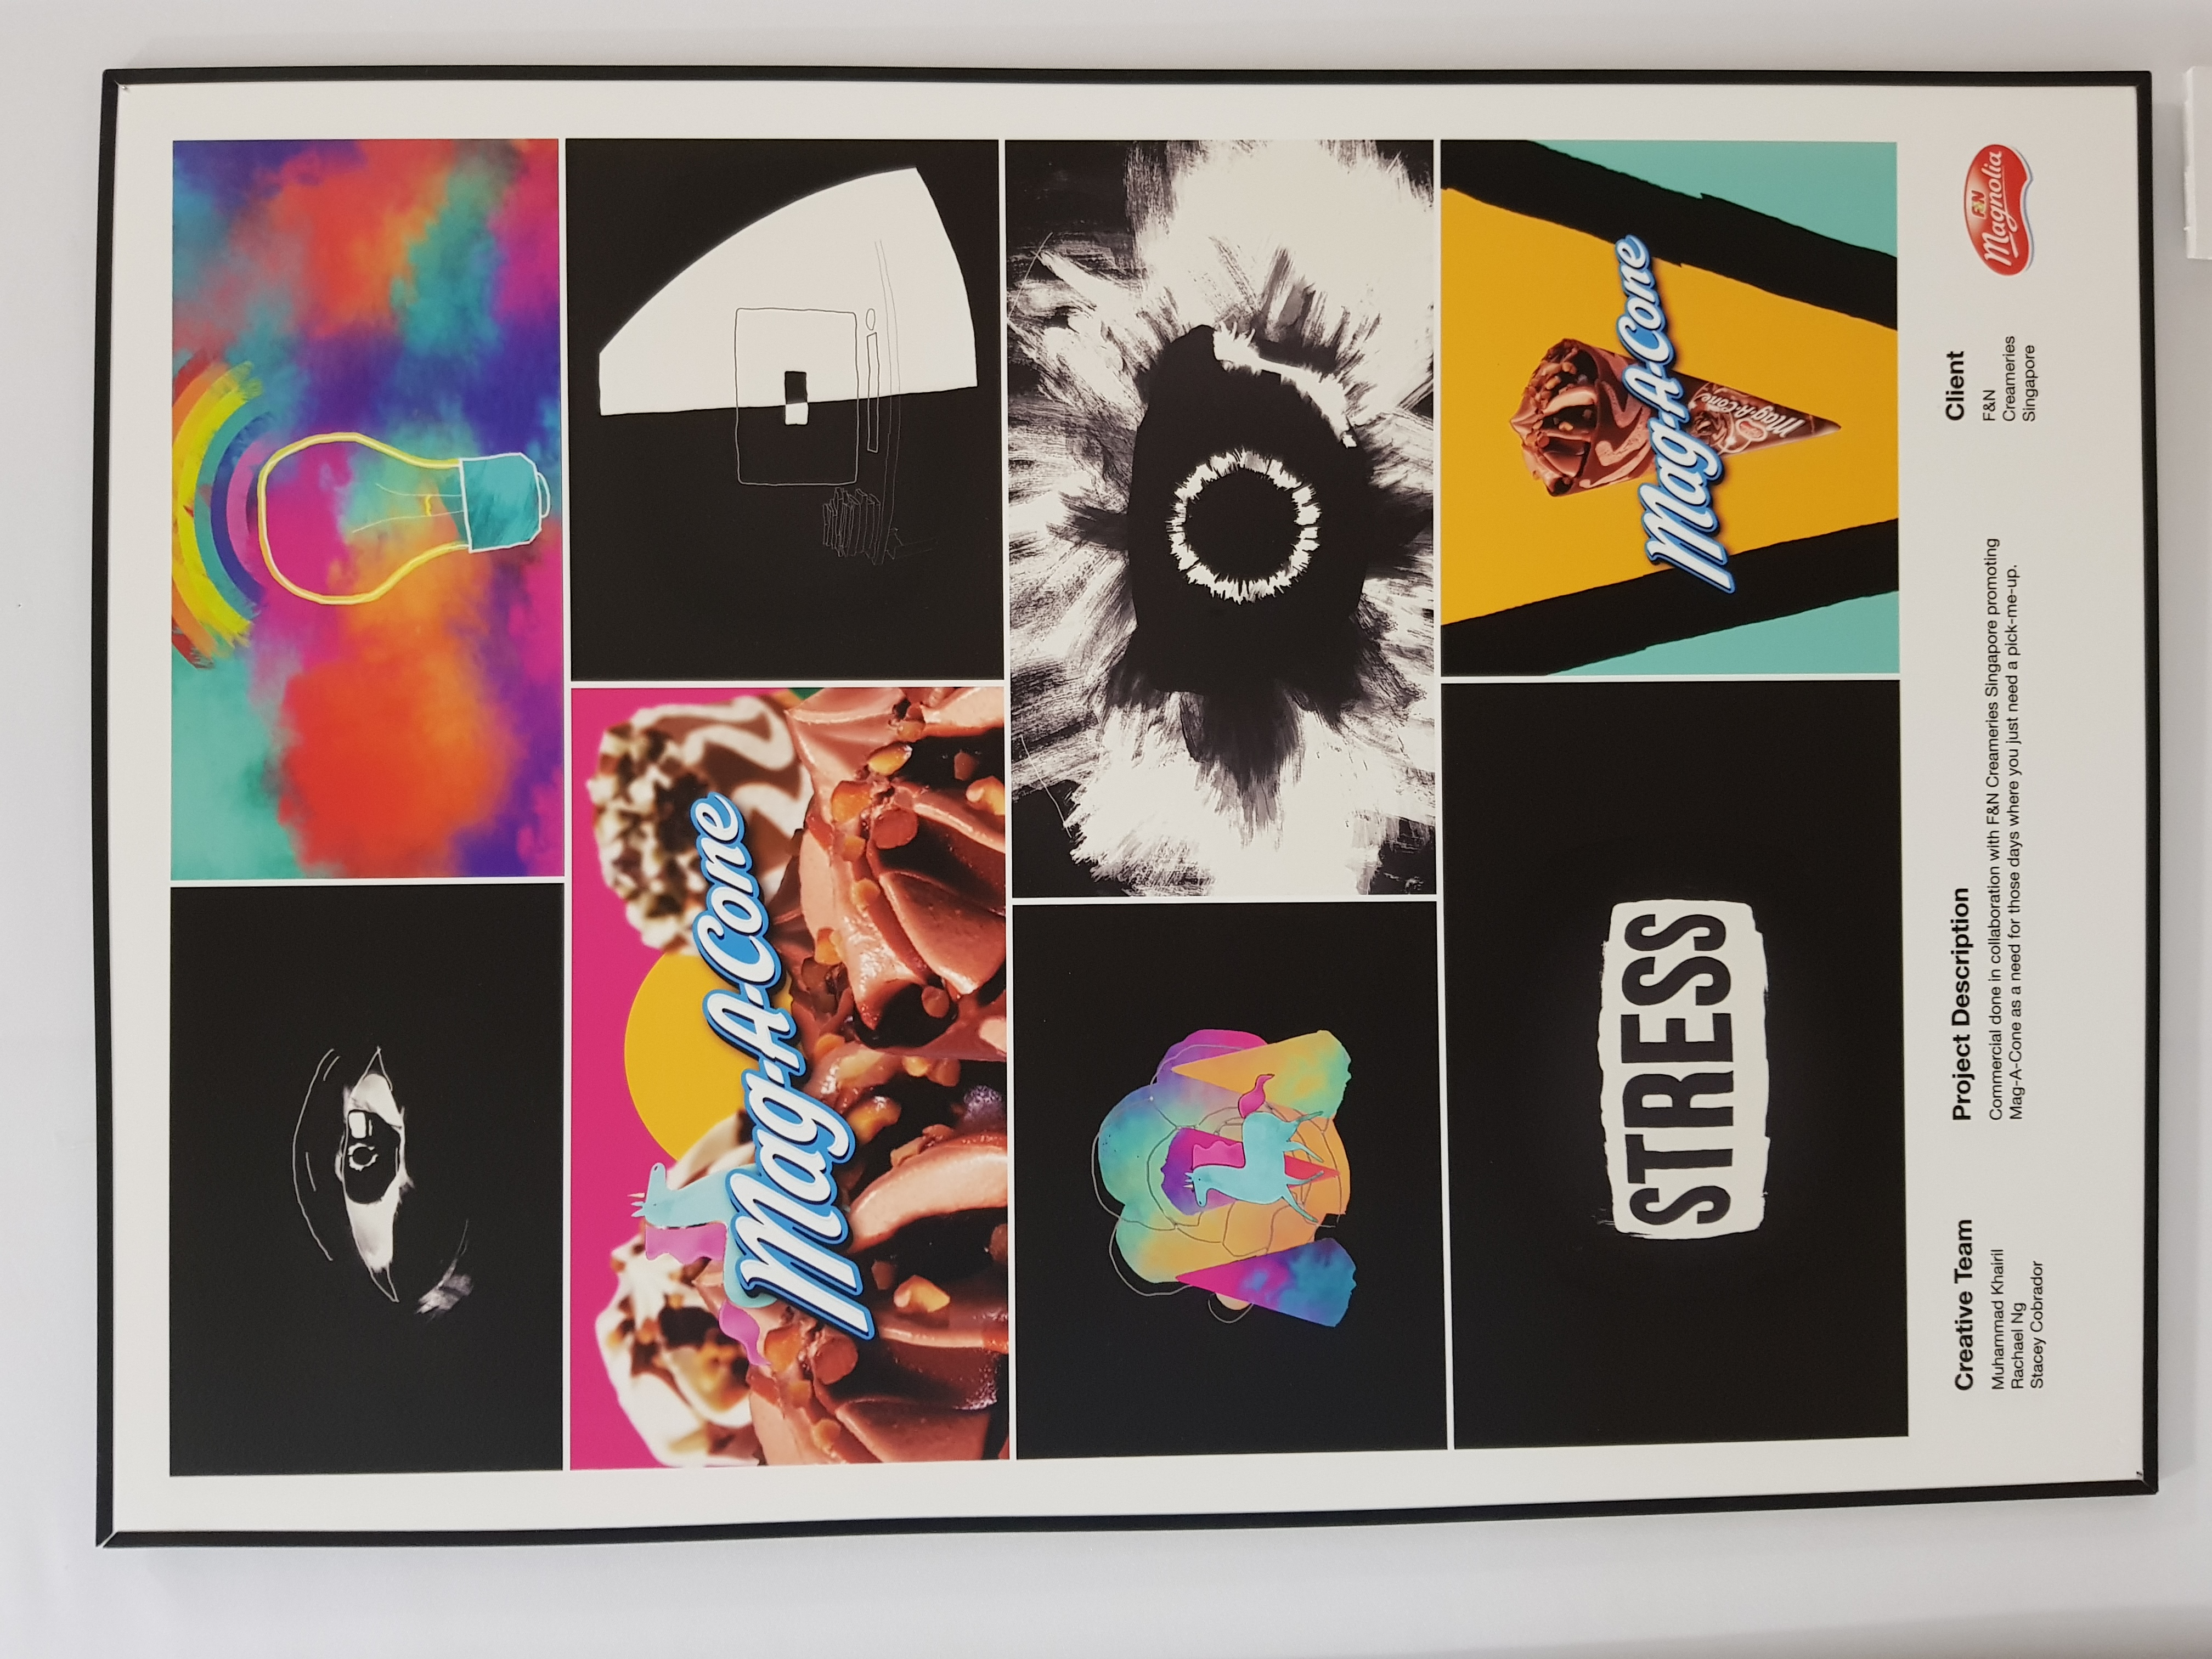 Mag-A-Cone
STRESS
Mag-A-Cone
Mag-A-Cone
Creative Team
Muhammad Khairil
Rachael Ng
Stacey Cobrador
Project Description
Commercial done in collaboration with F&N Creameries Singapore promoting
Mag-A-Cone as a need for those days where you just need a pick-me-up.
Client
F&N
Creameries
Singapore
F&N
Magnolia